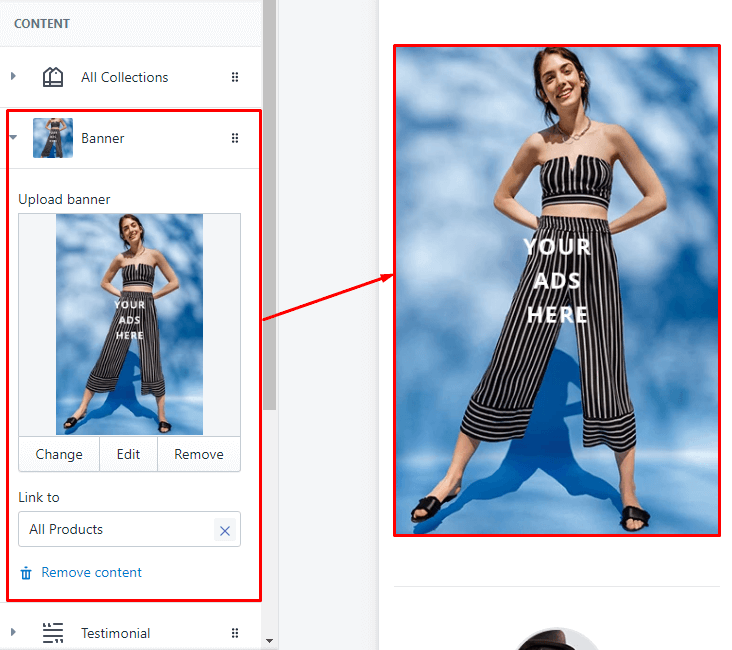 CONTENT
All Collections
Banner
Upload banner
YOUR
ADS
HERE
Change Edit Remove
Link to
All Products
Remove content
Testimonial
YOUR
ADS
HERE